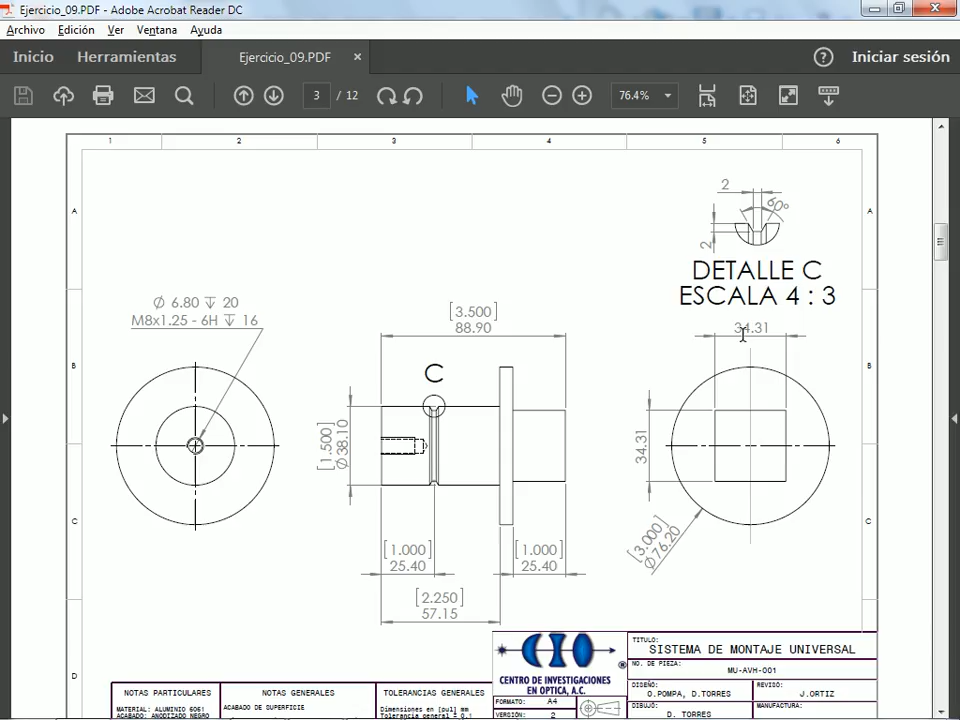 Ejercicio_09.PDF - Adobe Acrobat Reader DC
Archivo Edición Ver Ventana Ayuda
Inicio Herramientas Ejercicio_09.PDF × ? Iniciar sesión
3 / 12 76.4%
1 2 3 4 5 6
A
A
2
60°
2
DETALLE C
ESCALA 4 : 3
Ø 6.80 ↧ 20
M8x1.25 - 6H ↧ 16
[3.500]
88.90
34.31
B
B
C
[1.500]
Ø38.10
34.31
C
C
[3.000]
Ø76.20
[1.000]
25.40
[1.000]
25.40
[2.250]
57.15
D
CENTRO DE INVESTIGACIONES
EN ÓPTICA, A.C.
®
TITULO:
SISTEMA DE MONTAJE UNIVERSAL
NO. DE PIEZA:
MU-AVH-001
DISEÑO:
O.POMPA, D.TORRES
REVISO:
J.ORTIZ
DIBUJO:
D. TORRES
MANUFACTURA:
FORMATO: A4
VERSIÓN: 2
NOTAS PARTICULARES
MATERIAL: ALUMINIO 6061
ACABADO: ANODIZADO NEGRO
NOTAS GENERALES
ACABADO DE SUPERFICIE
TOLERANCIAS GENERALES
Dimensiones en [pul] mm